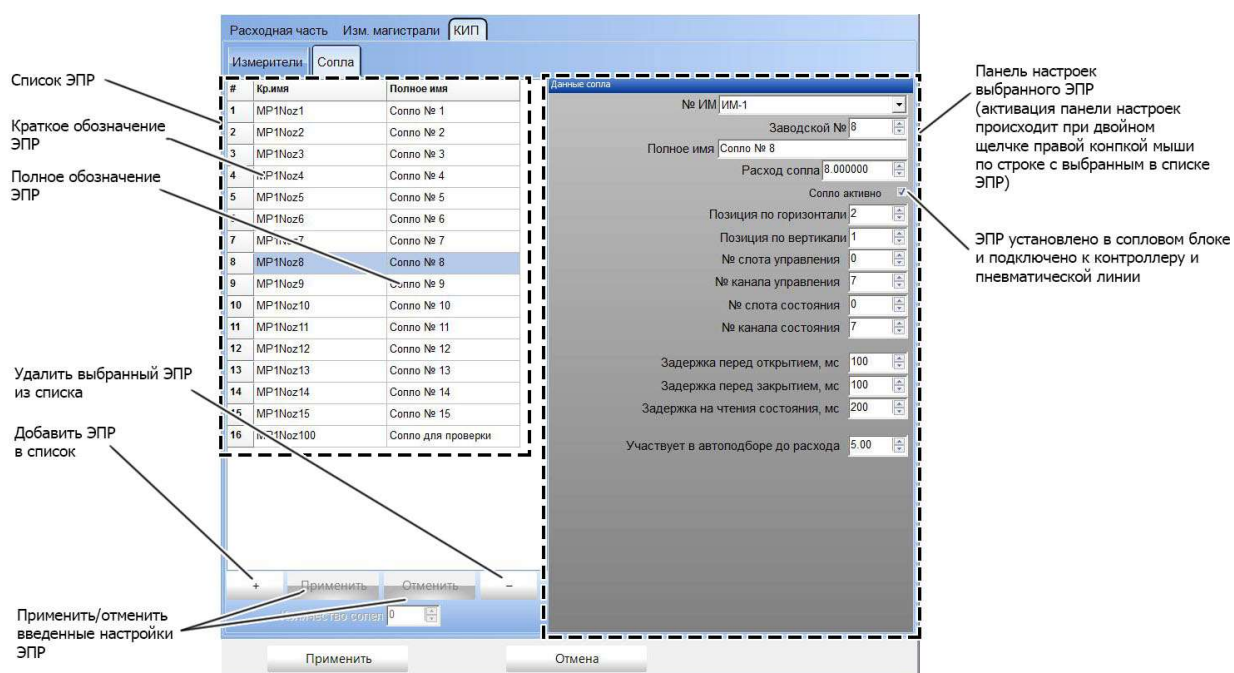 Расходная часть Изм. магистрали КИП
Измерители Сопла
Список ЭПР
Краткое обозначение
ЭПР
Полное обозначение
ЭПР
Удалить выбранный ЭПР
из списка
Добавить ЭПР
в список
Применить/отменить
введенные настройки
ЭПР
# Кр.имя Полное имя
1 MP1Noz1 Сопло № 1
2 MP1Noz2 Сопло № 2
3 MP1Noz3 Сопло № 3
4 MP1Noz4 Сопло № 4
5 MP1Noz5 Сопло № 5
6 MP1Noz6 Сопло № 6
7 MP1Noz7 Сопло № 7
8 MP1Noz8 Сопло № 8
9 MP1Noz9 Сопло № 9
10 MP1Noz10 Сопло № 10
11 MP1Noz11 Сопло № 11
12 MP1Noz12 Сопло № 12
13 MP1Noz13 Сопло № 13
14 MP1Noz14 Сопло № 14
15 MP1Noz15 Сопло № 15
16 MP1Noz100 Сопло для проверки
+ Применить Отменить −
Количество сопел 0
Применить Отмена
Данные сопла
№ ИМ ИМ-1
Заводской № 8
Полное имя Сопло № 8
Расход сопла 8.000000
Сопло активно
Позиция по горизонтали 2
Позиция по вертикали 1
№ слота управления 0
№ канала управления 7
№ слота состояния 0
№ канала состояния 7
Задержка перед открытием, мс 100
Задержка перед закрытием, мс 100
Задержка на чтения состояния, мс 200
Участвует в автоподборе до расхода 5.00
Панель настроек
выбранного ЭПР
(активация панели настроек
происходит при двойном
щелчке правой конпкой мыши
по строке с выбранным в списке
ЭПР)
ЭПР установлено в сопловом блоке
и подключено к контроллеру и
пневматической линии